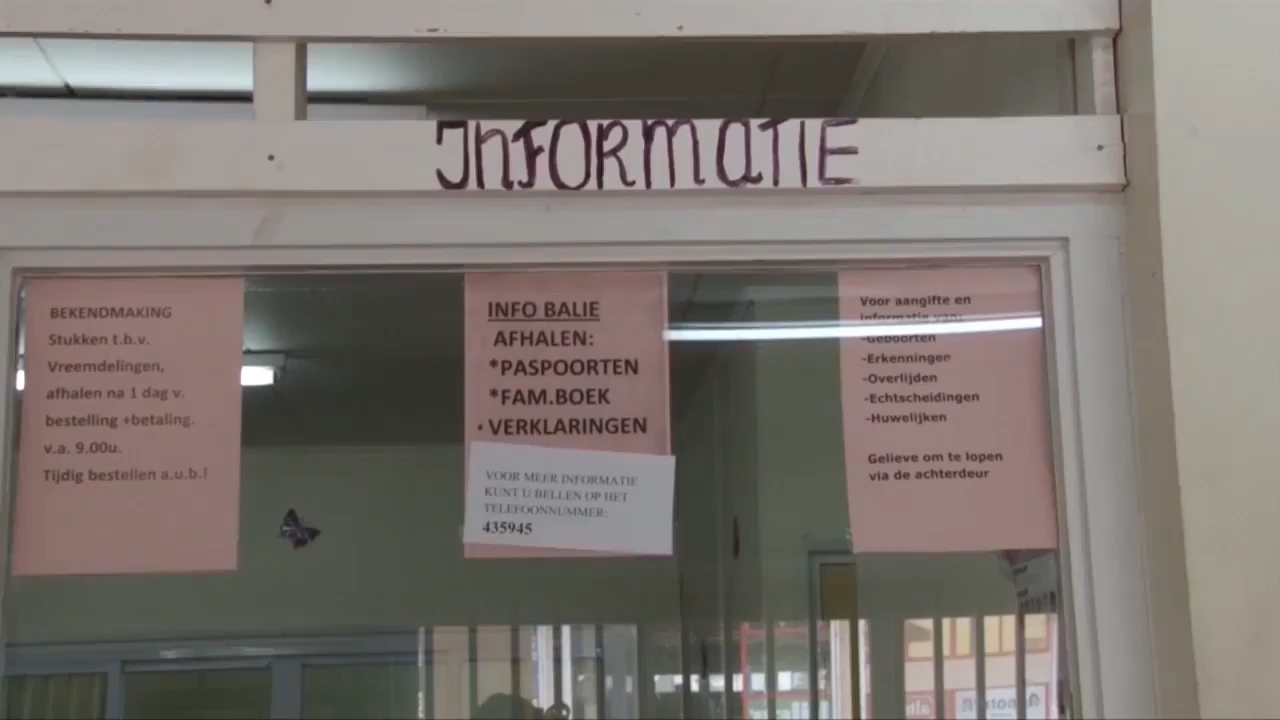 INFORMATIE
BEKENDMAKING
Stukken t.b.v.
Vreemdelingen,
afhalen na 1 dag v.
bestelling +betaling.
v.a. 9.00u.
Tijdig bestellen a.u.b.!
INFO BALIE
AFHALEN:
*PASPOORTEN
*FAM.BOEK
·VERKLARINGEN
VOOR MEER INFORMATIE
KUNT U BELLEN OP HET
TELEFOONNUMMER:
435945
Voor aangifte en
informatie van:
-Geboorten
-Erkenningen
-Overlijden
-Echtscheidingen
-Huwelijken
Gelieve om te lopen
via de achterdeur